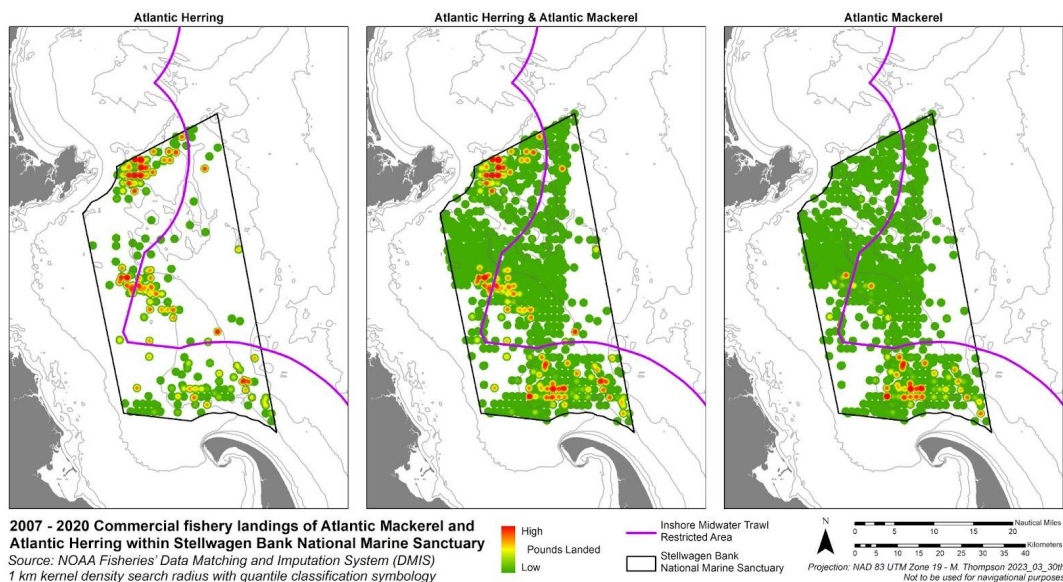 Atlantic Herring
Atlantic Herring & Atlantic Mackerel
Atlantic Mackerel
2007 - 2020 Commercial fishery landings of Atlantic Mackerel and
Atlantic Herring within Stellwagen Bank National Marine Sanctuary
Source: NOAA Fisheries' Data Matching and Imputation System (DMIS)
1 km kernel density search radius with quantile classification symbology
High
Pounds Landed
Low
Inshore Midwater Trawl
Restricted Area
Stellwagen Bank
National Marine Sanctuary
N
0 5 10 20
Nautical Miles
0 5 10 15 20 25 30 35 40
Kilometers
Projection: NAD 83 UTM Zone 19 - M. Thompson 2023_03_30
Not to be used for navigational purposes